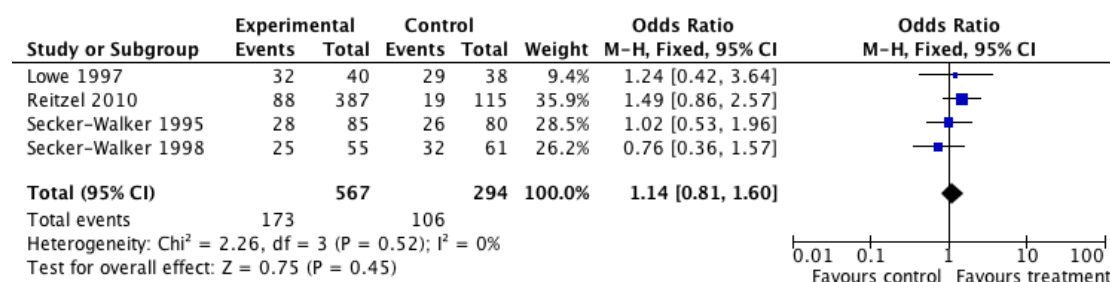 Experimental Control Odds Ratio Odds Ratio
Study or Subgroup Events Total Events Total Weight M-H, Fixed, 95% CI M-H, Fixed, 95% CI
Lowe 1997 32 40 29 38 9.4% 1.24 [0.42, 3.64]
Reitzel 2010 88 387 19 115 35.9% 1.49 [0.86, 2.57]
Secker-Walker 1995 28 85 26 80 28.5% 1.02 [0.53, 1.96]
Secker-Walker 1998 25 55 32 61 26.2% 0.76 [0.36, 1.57]
Total (95% CI) 567 294 100.0% 1.14 [0.81, 1.60]
Total events 173 106
Heterogeneity: Chi² = 2.26, df = 3 (P = 0.52); I² = 0%
Test for overall effect: Z = 0.75 (P = 0.45)
0.01 0.1 1 10 100
Favours control Favours treatment